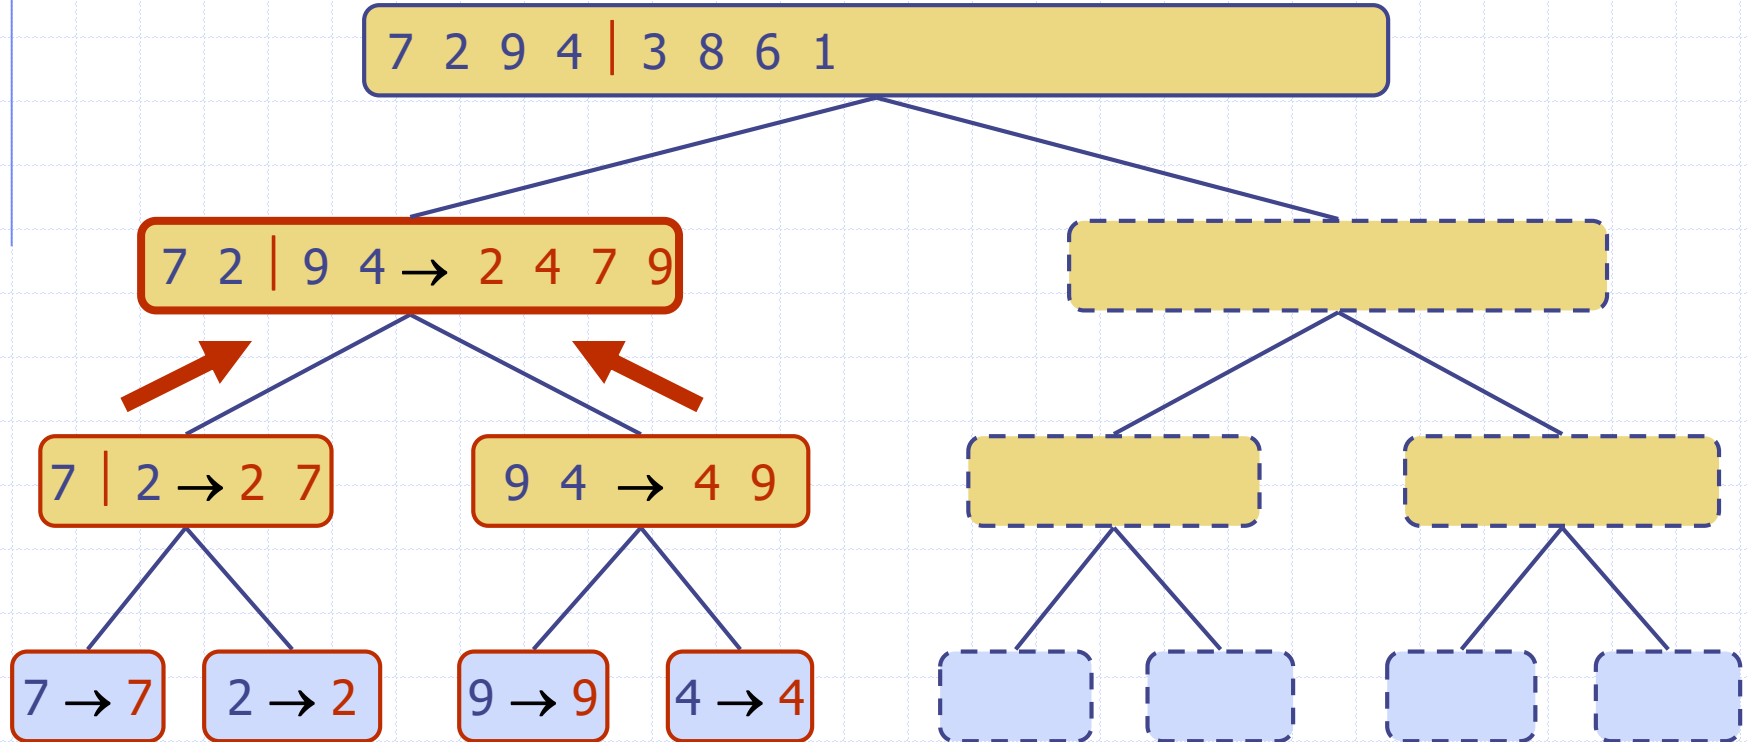 7 2 9 4 | 3 8 6 1
7 2 | 9 4 → 2 4 7 9
7 | 2 → 2 7
9 4 → 4 9
7 → 7
2 → 2
9 → 9
4 → 4